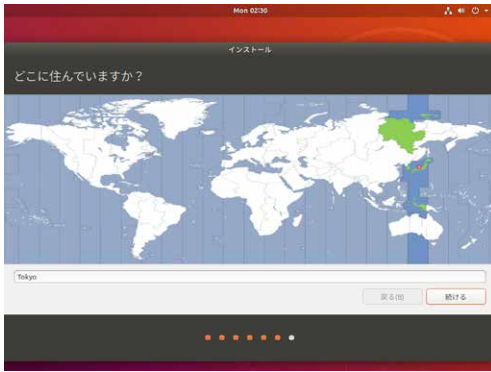 Mon 02:30
インストール
どこに住んでいますか？
Tokyo
戻る(B)
続ける